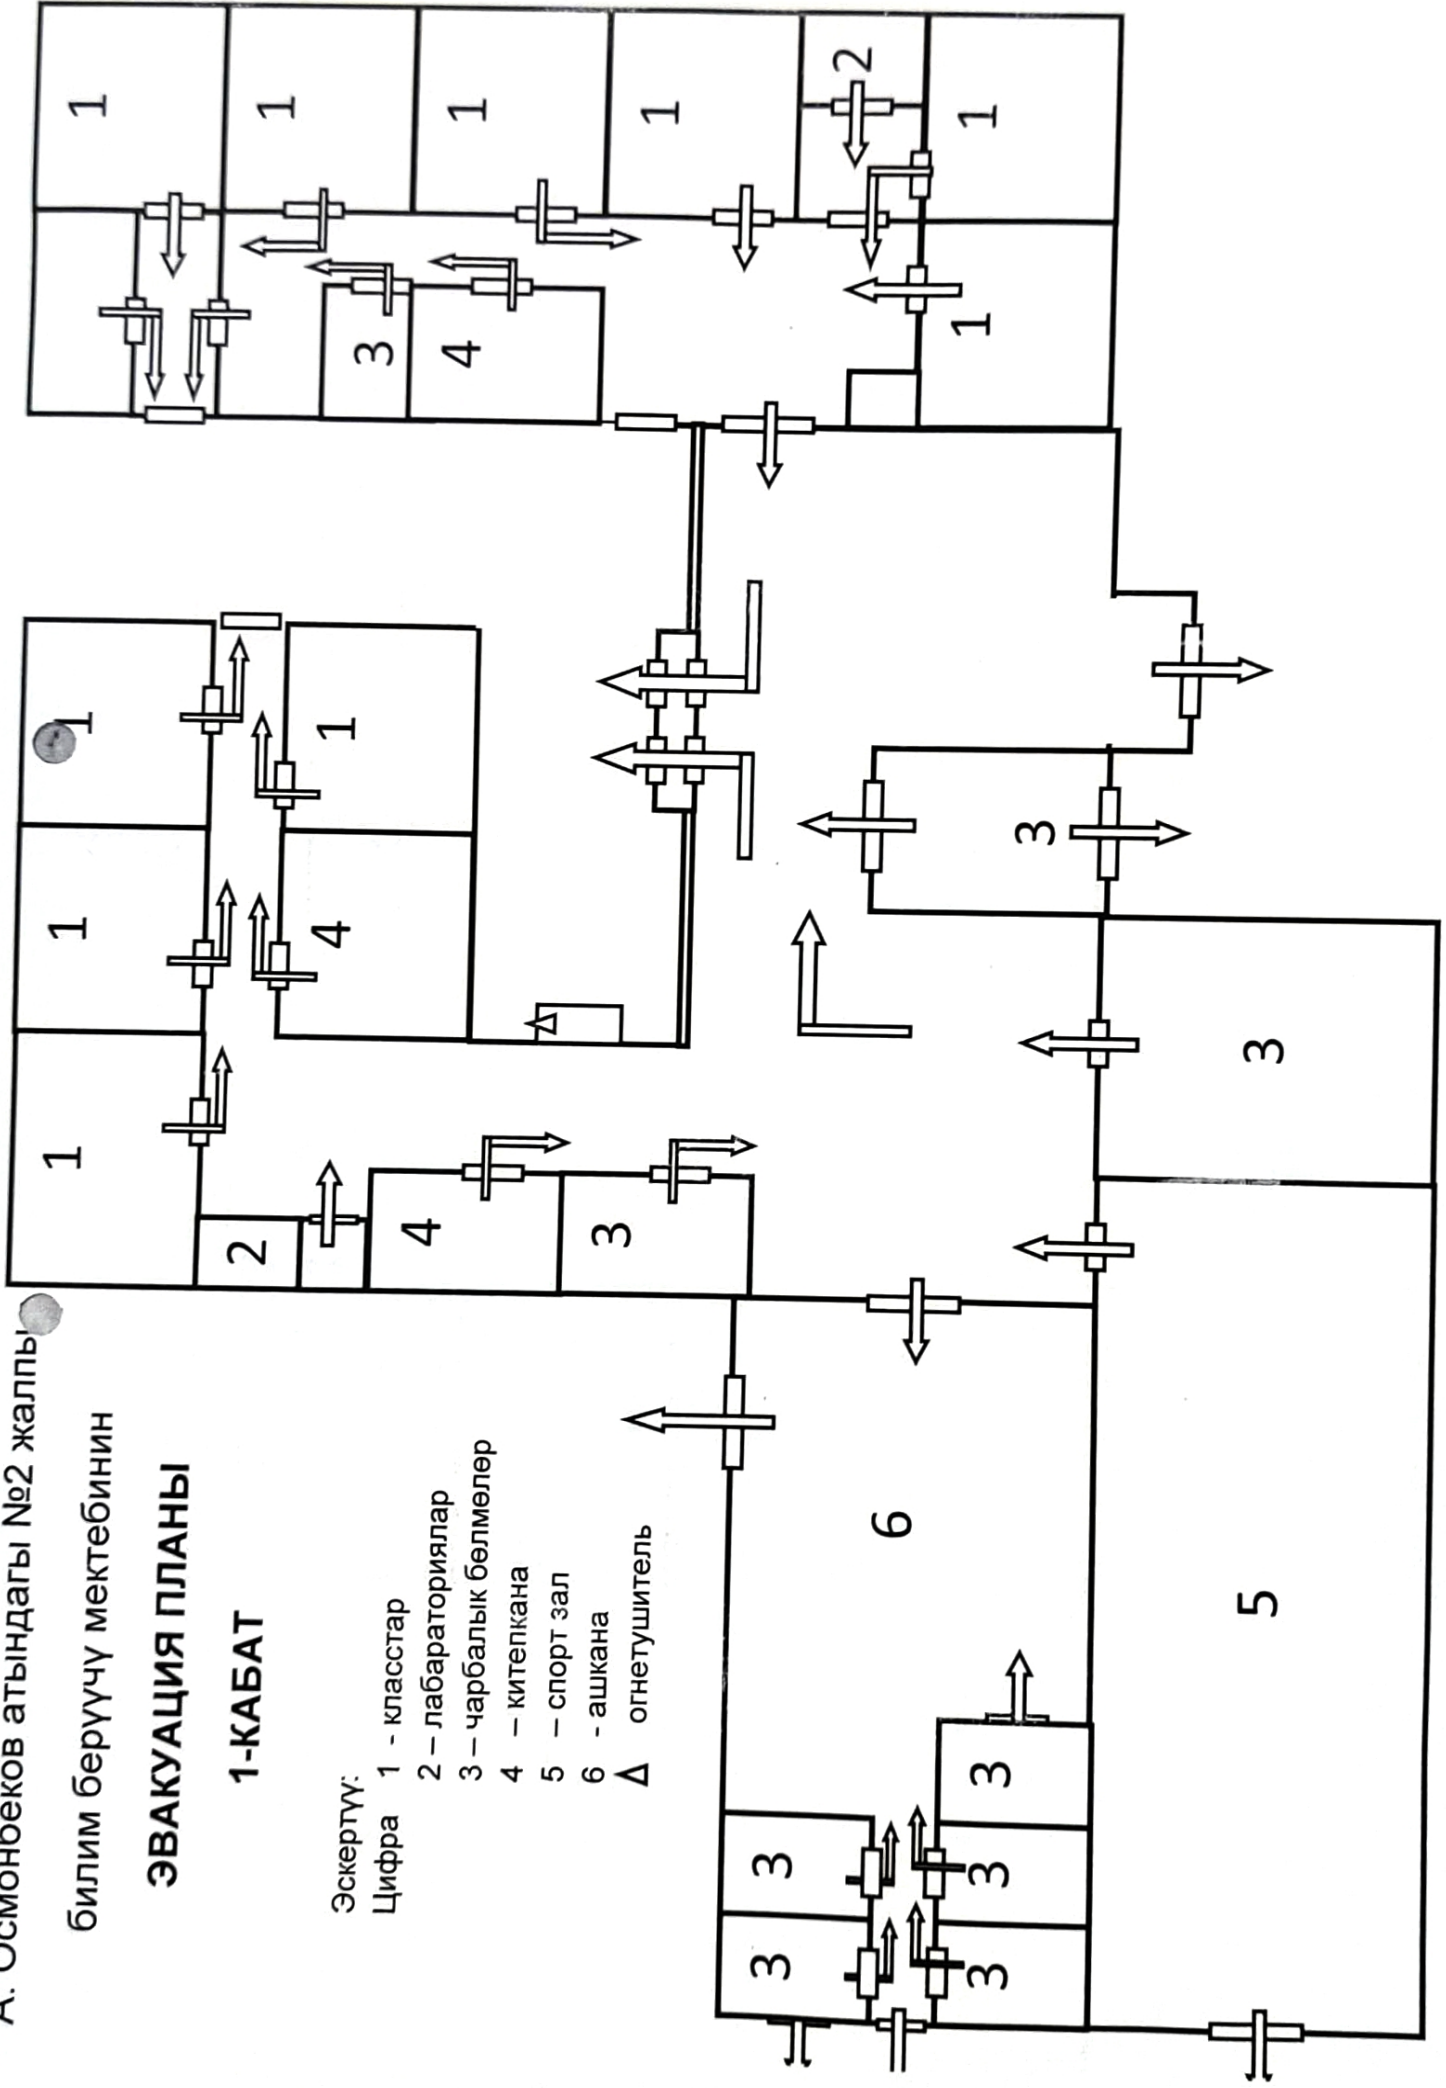 А. Осмонбеков атындагы №2 жалпы
билим берүүчү мектебинин
ЭВАКУАЦИЯ ПЛАНЫ
1-КАБАТ
Эскертүү:
Цифра 1 - класстар
2 – лабараториялар
3 – чарбалык бөлмөлөр
4 – китепкана
5 – спорт зал
6 - ашкана
Δ огнетушитель
1
1
1
2
4
3
1
4
1
1
1
1
1
3
4
2
1
1
3
3
6
5
3
3
3
3
3